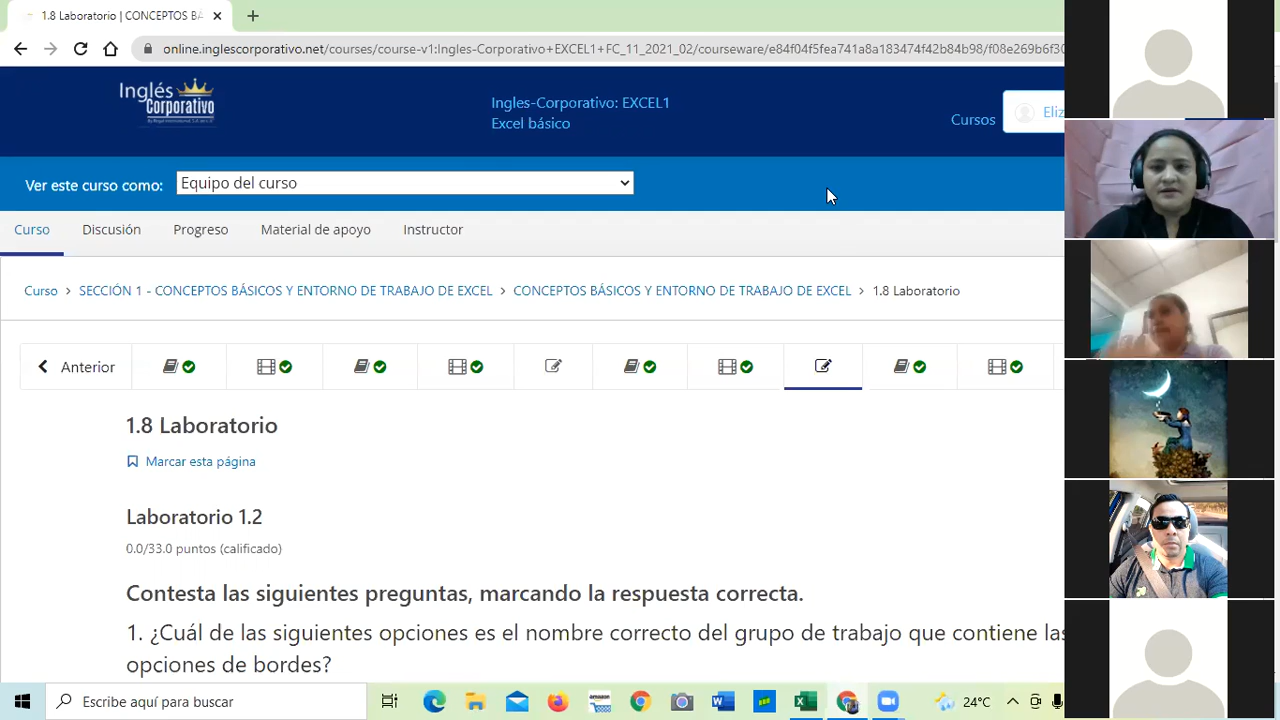 1.8 Laboratorio | CONCEPTOS BÁ
online.inglescorporativo.net/courses/course-v1:Ingles-Corporativo+EXCEL1+FC_11_2021_02/courseware/e84f04f5fea741a8a183474f42b84b98/f08e269b6f30
Inglés
Corporativo
Ingles-Corporativo: EXCEL1
Excel básico
Cursos
Eliz
Ver este curso como:
Equipo del curso
Curso
Discusión
Progreso
Material de apoyo
Instructor
Curso > SECCIÓN 1 - CONCEPTOS BÁSICOS Y ENTORNO DE TRABAJO DE EXCEL > CONCEPTOS BÁSICOS Y ENTORNO DE TRABAJO DE EXCEL > 1.8 Laboratorio
Anterior
1.8 Laboratorio
Marcar esta página
Laboratorio 1.2
0.0/33.0 puntos (calificado)
Contesta las siguientes preguntas, marcando la respuesta correcta.
1. ¿Cuál de las siguientes opciones es el nombre correcto del grupo de trabajo que contiene las
opciones de bordes?
Escribe aquí para buscar
amazon
24°C